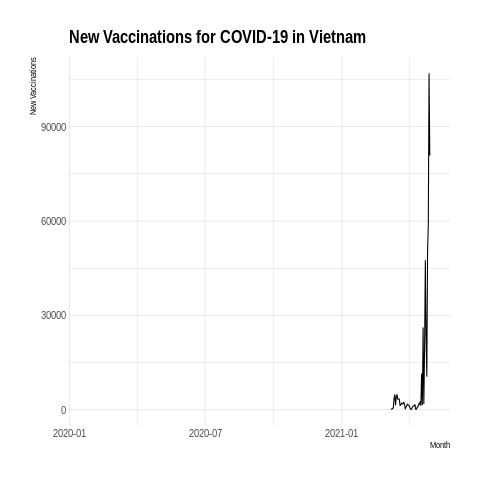 New Vaccinations for COVID-19 in Vietnam
New Vaccinations
90000
60000
30000
0
2020-01 2020-07 2021-01
Month